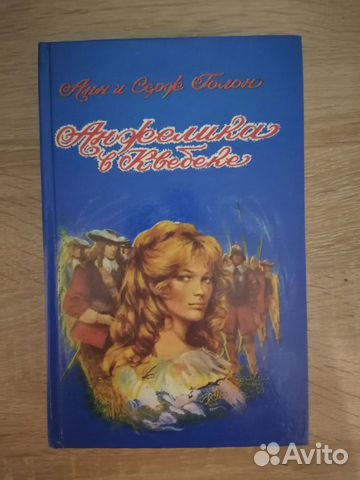 Анн и Серж Голон
Анжелика
в Квебеке
Avito